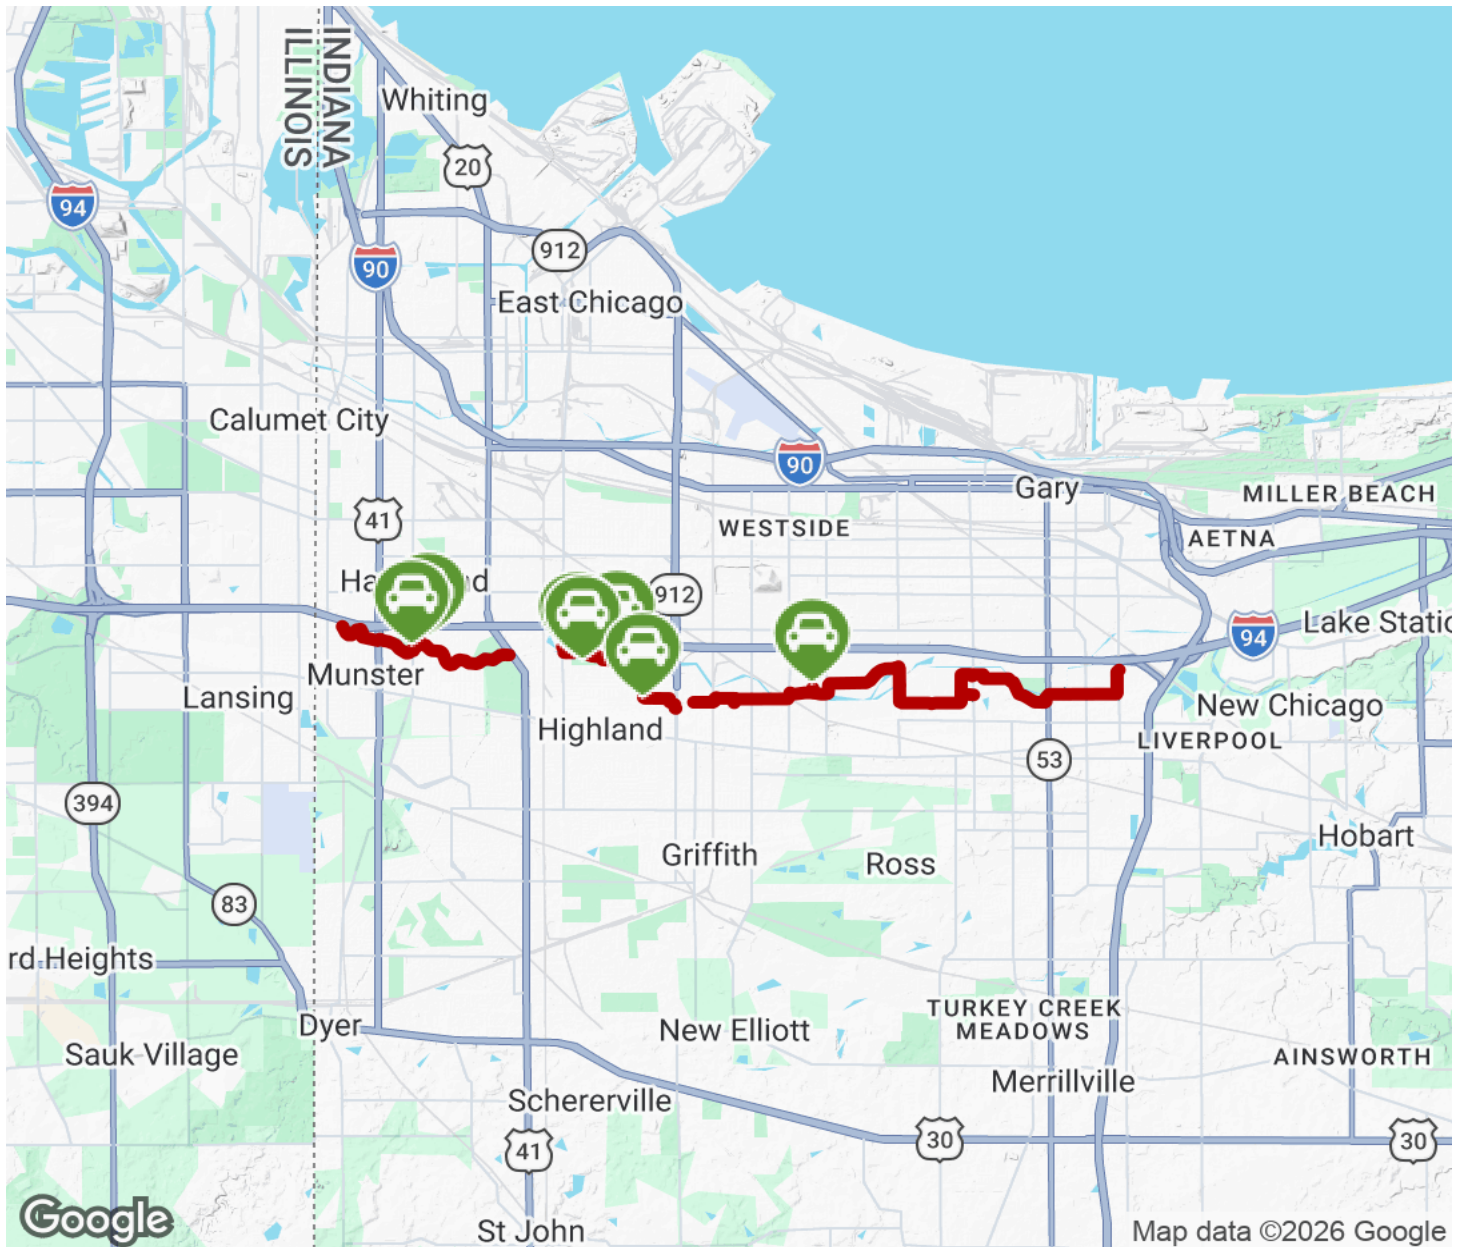 INDIANA
ILLINOIS
Whiting
20
94
912
90
East Chicago
Calumet City
90
Gary
MILLER BEACH
41
WESTSIDE
AETNA
912
Lake Static
94
Munster
Lansing
New Chicago
Highland
LIVERPOOL
53
394
Hobart
Griffith
Ross
83
rd Heights
TURKEY CREEK
MEADOWS
Dyer
New Elliott
Sauk Village
AINSWORTH
Merrillville
Schererville
41
30
30
Google
St John
Map data ©2026 Google